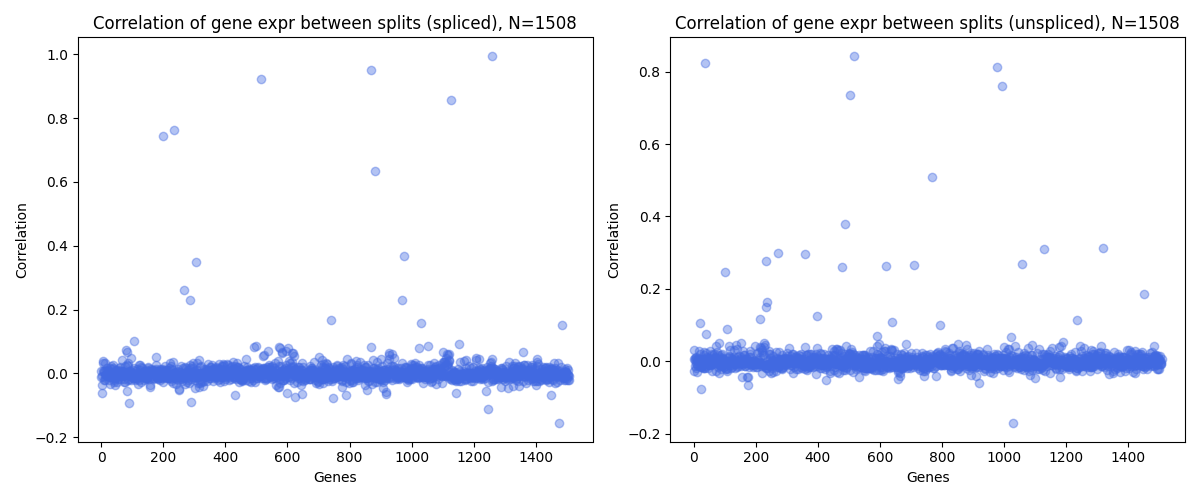 Correlation of gene expr between splits (spliced), N=1508
1.0
0.8
0.6
0.4
0.2
0.0
−0.2
Correlation
0 200 400 600 800 1000 1200 1400
Genes
Correlation of gene expr between splits (unspliced), N=1508
0.8
0.6
0.4
0.2
0.0
−0.2
Correlation
0 200 400 600 800 1000 1200 1400
Genes